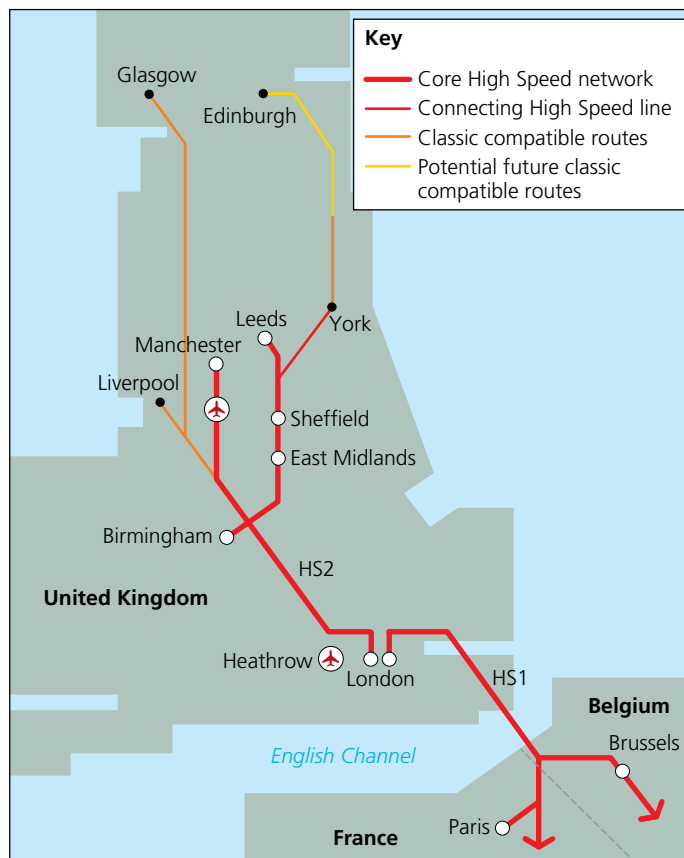 Key
Core High Speed network
Connecting High Speed line
Classic compatible routes
Potential future classic
compatible routes
Glasgow
Edinburgh
York
Leeds
Manchester
Liverpool
Sheffield
East Midlands
Birmingham
HS2
United Kingdom
Heathrow
London
HS1
Belgium
Brussels
English Channel
Paris
France